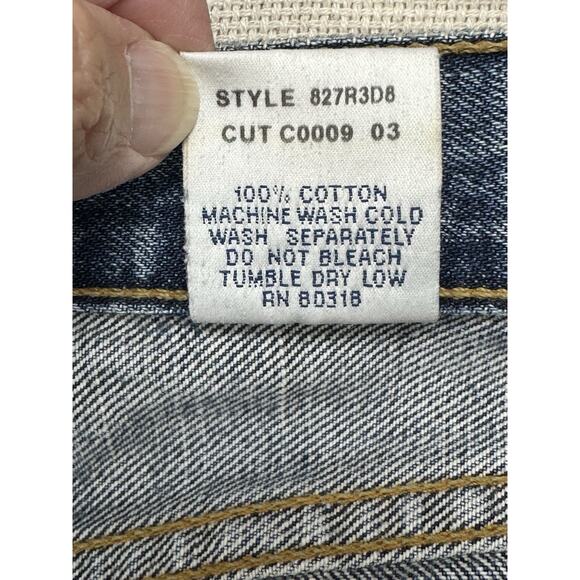 STYLE 827R3D8
CUT C0009 03
100% COTTON
MACHINE WASH COLD
WASH SEPARATELY
DO NOT BLEACH
TUMBLE DRY LOW
RN 80318